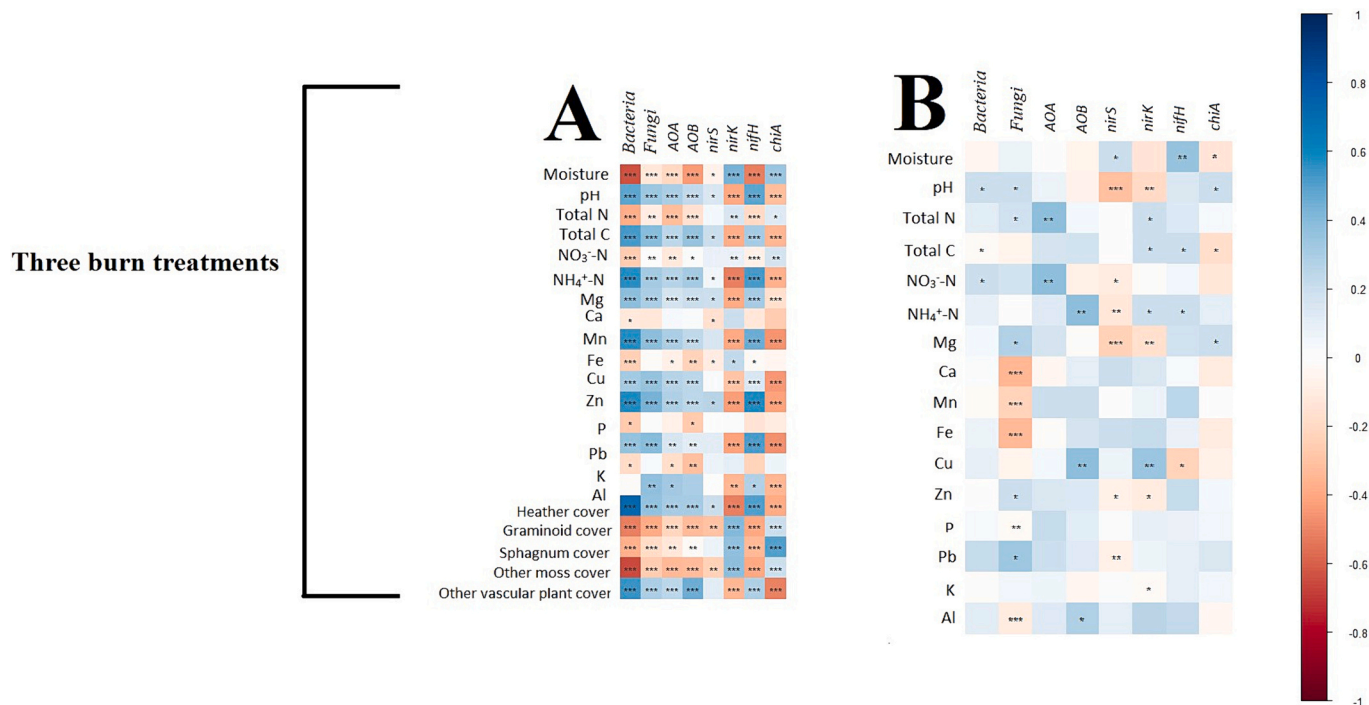 A
B
Three burn treatments
Bacteria Fungi AOA AOB nirS nirK nifH chiA
Moisture *** *** *** *** * *** *** ***
pH *** *** *** *** * *** *** ***
Total N *** ** *** *** ** *** *
Total C *** *** *** *** * *** *** ***
NO₃⁻-N *** ** ** * ** *** **
NH₄⁺-N *** *** *** *** * *** *** ***
Mg *** *** *** *** * *** *** ***
Ca * *
Mn *** *** *** *** *** *** ***
Fe *** * ** * * *
Cu *** *** *** *** *** *** ***
Zn *** *** *** *** * *** *** ***
P * *
Pb *** *** ** ** *** *** ***
K * * **
Al ** * ** * ***
Heather cover *** *** *** *** * *** *** ***
Graminoid cover *** *** *** *** ** *** *** ***
Sphagnum cover *** *** ** ** *** *** ***
Other moss cover *** *** *** *** ** *** *** ***
Other vascular plant cover *** *** *** *** *** *** ***
Bacteria Fungi AOA AOB nirS nirK nifH chiA
Moisture * ** *
pH * * *** ** *
Total N * ** *
Total C * * * *
NO₃⁻-N * ** *
NH₄⁺-N ** ** * *
Mg * *** ** *
Ca ***
Mn ***
Fe ***
Cu ** ** *
Zn * * *
P **
Pb * **
K *
Al *** *
1
0.8
0.6
0.4
0.2
0
-0.2
-0.4
-0.6
-0.8
-1